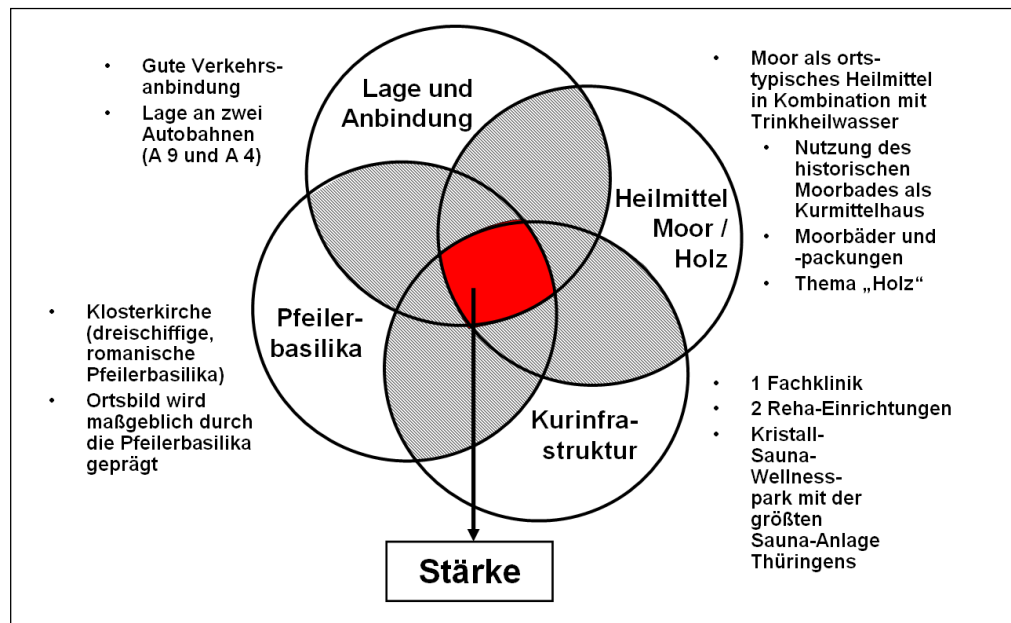 • Gute Verkehrs-
anbindung
• Lage an zwei
Autobahnen
(A 9 und A 4)
Lage und
Anbindung
• Moor als orts-
typisches Heilmittel
in Kombination mit
Trinkheilwasser
• Nutzung des
historischen
Moorbades als
Kurmittelhaus
• Moorbäder und
-packungen
• Thema „Holz“
Heilmittel
Moor /
Holz
• Klosterkirche
(dreischiffige,
romanische
Pfeilerbasilika)
• Ortsbild wird
maßgeblich durch
die Pfeilerbasilika
geprägt
Pfeiler-
basilika
Kurinfra-
struktur
• 1 Fachklinik
• 2 Reha-Einrichtungen
• Kristall-
Sauna-
Wellness-
park mit der
größten
Sauna-Anlage
Thüringens
Stärke